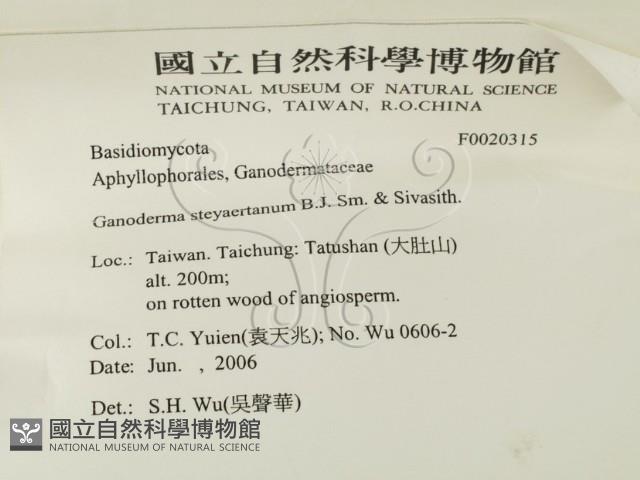 國立自然科學博物館
NATIONAL MUSEUM OF NATURAL SCIENCE
TAICHUNG, TAIWAN, R.O.CHINA
Basidiomycota F0020315
Aphyllophorales, Ganodermataceae
Ganoderma steyaertanum B.J. Sm. & Sivasith.
Loc.: Taiwan. Taichung: Tatushan (大肚山)
alt. 200m;
on rotten wood of angiosperm.
Col.: T.C. Yuien(袁天兆); No. Wu 0606-2
Date: Jun. , 2006
Det.: S.H. Wu(吳聲華)
國立自然科學博物館
NATIONAL MUSEUM OF NATURAL SCIENCE